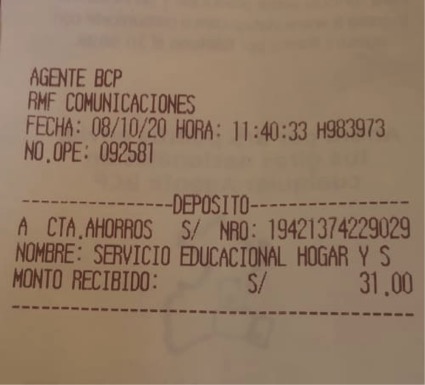 AGENTE BCP
RMF COMUNICACIONES
FECHA: 08/10/20 HORA: 11:40:33 H983973
NO.OPE: 092581
----------------DEPOSITO----------------
A CTA.AHORROS S/ NRO: 19421374229029
NOMBRE: SERVICIO EDUCACIONAL HOGAR Y S
MONTO RECIBIDO: S/ 31.00
----------------------------------------